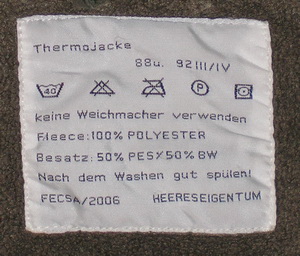 Thermojacke
88u. 92III/IV
40 P
keine Weichmacher verwenden
Fleece: 100% POLYESTER
Besatz: 50% PES/50% BW
Nach dem Washen gut spülen!
FECSA/2006 HEERESEIGENTUM